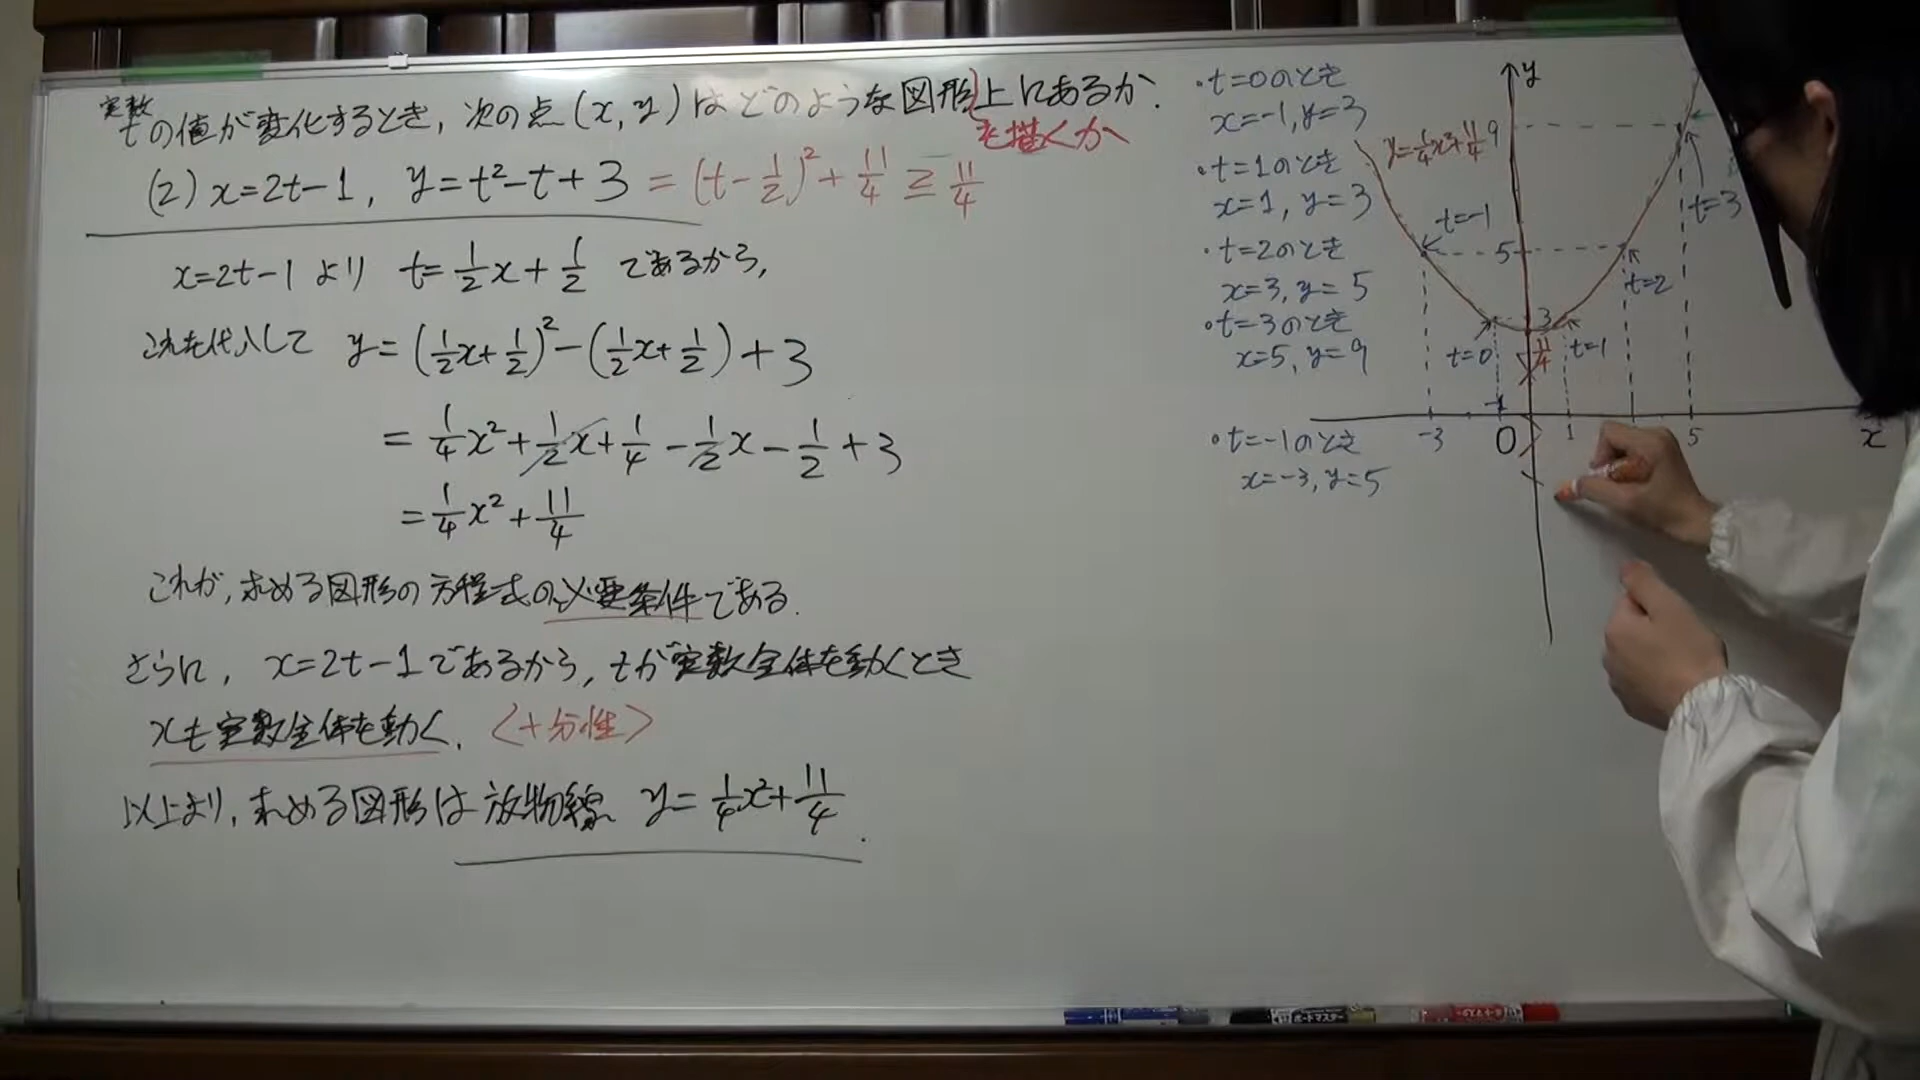 実数
tの値が変化するとき, 次の点(x, y)はどのような図形上にあるか.
を描くか
(2) x=2t-1, y=t²-t+3 = (t-1/2)²+11/4 ≧ 11/4
x=2t-1より t=1/2x+1/2 であるから,
これを代入して y=(1/2x+1/2)²-(1/2x+1/2)+3
=1/4x²+1/2x+1/4-1/2x-1/2+3
=1/4x²+11/4
これが, 求める図形の方程式の必要条件である.
さらに, x=2t-1であるから, tが実数全体を動くとき
xも実数全体を動く. <十分性>
以上より, 求める図形は放物線 y=1/4x²+11/4.
・t=0のとき
x=-1, y=3
・t=1のとき
x=1, y=3
・t=2のとき
x=3, y=5
・t=3のとき
x=5, y=9
・t=-1のとき
x=-3, y=5
y
y=1/4x²+11/4
9
t=3
t=-1
5
t=2
3
t=0
11/4
t=1
-1
-3
O
1
5
x
ボードマスター